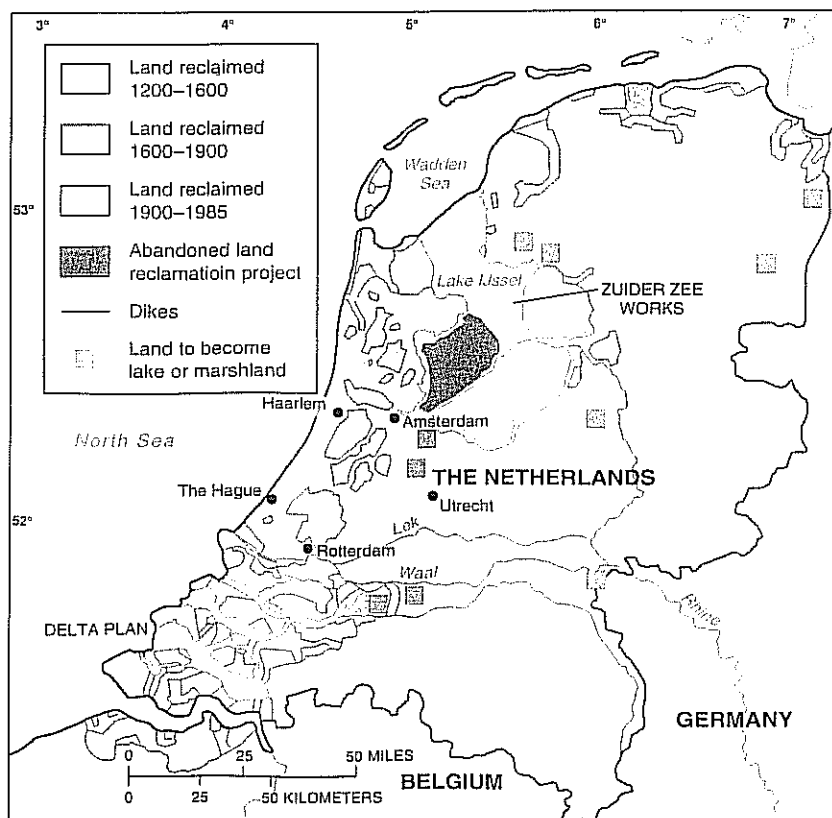 3°
4°
5°
6°
7°
Land reclaimed
1200–1600
Land reclaimed
1600–1900
Land reclaimed
1900–1985
Abandoned land
reclamatioin project
Dikes
Land to become
lake or marshland
53°
52°
Wadden
Sea
Lake IJssel
ZUIDER ZEE
WORKS
Haarlem
Amsterdam
North Sea
THE NETHERLANDS
The Hague
Utrecht
Lek
Rotterdam
Waal
Rhine
DELTA PLAN
GERMANY
BELGIUM
0 25 50 MILES
0 25 50 KILOMETERS